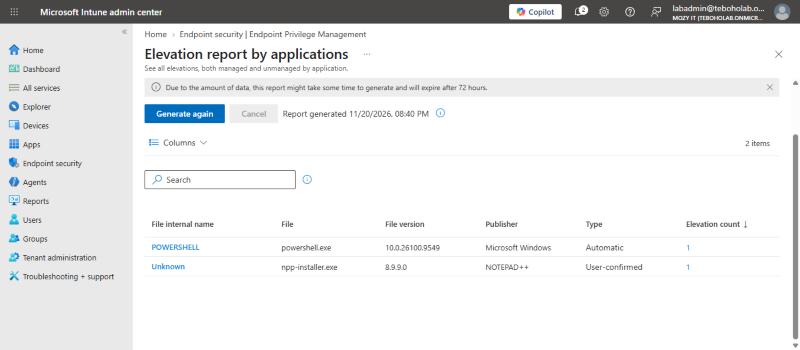 Microsoft Intune admin center
Copilot
2
labadmin@teboholab.o...
MOZY IT (TEBOHOLAB.ONMICR...
Home
Dashboard
All services
Explorer
Devices
Apps
Endpoint security
Agents
Reports
Users
Groups
Tenant administration
Troubleshooting + support
Home > Endpoint security | Endpoint Privilege Management >
Elevation report by applications ...
See all elevations, both managed and unmanaged by application.
Due to the amount of data, this report might take some time to generate and will expire after 72 hours.
Generate again Cancel Report generated 11/20/2026, 08:40 PM
Columns 2 items
Search
File internal name File File version Publisher Type Elevation count ↓
POWERSHELL powershell.exe 10.0.26100.9549 Microsoft Windows Automatic 1
Unknown npp-installer.exe 8.9.9.0 NOTEPAD++ User-confirmed 1